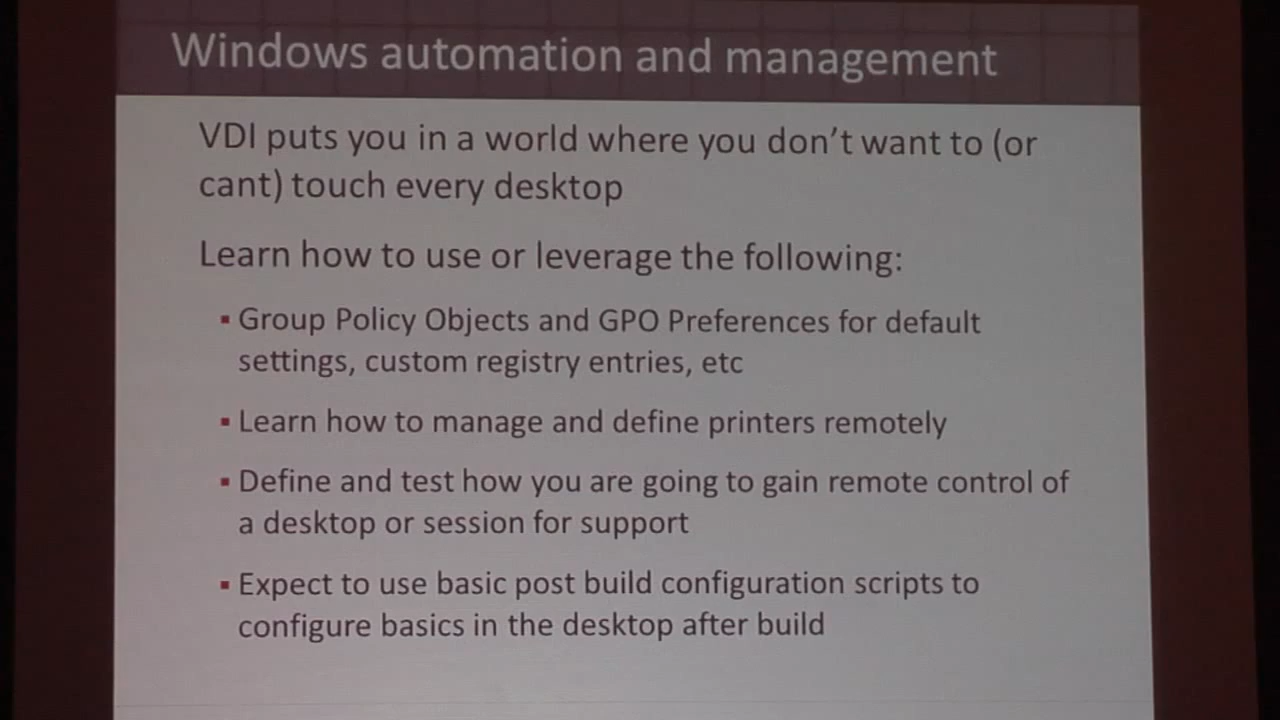 Windows automation and management
VDI puts you in a world where you don't want to (or
cant) touch every desktop
Learn how to use or leverage the following:
▪ Group Policy Objects and GPO Preferences for default
settings, custom registry entries, etc
▪ Learn how to manage and define printers remotely
▪ Define and test how you are going to gain remote control of
a desktop or session for support
▪ Expect to use basic post build configuration scripts to
configure basics in the desktop after build